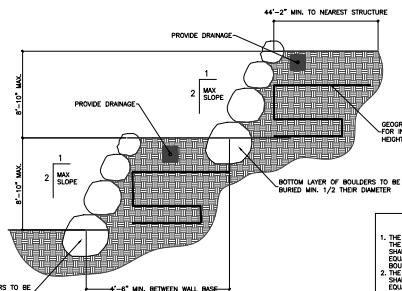 44'-2" MIN. TO NEAREST STRUCTURE
PROVIDE DRAINAGE
1
2
MAX
SLOPE
8'-10" MAX.
GEOGR
FOR IN
HEIGHT
PROVIDE DRAINAGE
1
2
MAX
SLOPE
8'-10" MAX.
BOTTOM LAYER OF BOULDERS TO BE
BURIED MIN. 1/2 THEIR DIAMETER
4'-6" MIN. BETWEEN WALL BASE
RS TO BE
1. THE
THE
SHA
EQUA
BOU
2. THE
SHA
EQUA